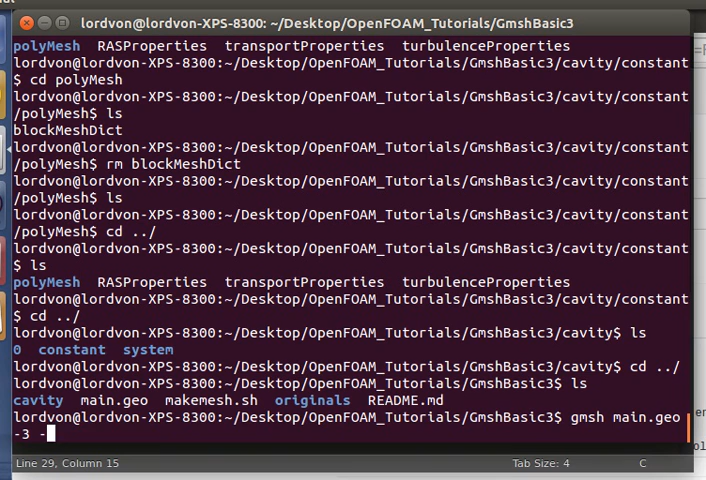 lordvon@lordvon-XPS-8300: ~/Desktop/OpenFOAM_Tutorials/GmshBasic3
polyMesh  RASProperties  transportProperties  turbulenceProperties
lordvon@lordvon-XPS-8300:~/Desktop/OpenFOAM_Tutorials/GmshBasic3/cavity/constant
$ cd polyMesh
lordvon@lordvon-XPS-8300:~/Desktop/OpenFOAM_Tutorials/GmshBasic3/cavity/constant
/polyMesh$ ls
blockMeshDict
lordvon@lordvon-XPS-8300:~/Desktop/OpenFOAM_Tutorials/GmshBasic3/cavity/constant
/polyMesh$ rm blockMeshDict
lordvon@lordvon-XPS-8300:~/Desktop/OpenFOAM_Tutorials/GmshBasic3/cavity/constant
/polyMesh$ ls
lordvon@lordvon-XPS-8300:~/Desktop/OpenFOAM_Tutorials/GmshBasic3/cavity/constant
/polyMesh$ cd ../
lordvon@lordvon-XPS-8300:~/Desktop/OpenFOAM_Tutorials/GmshBasic3/cavity/constant
$ ls
polyMesh  RASProperties  transportProperties  turbulenceProperties
lordvon@lordvon-XPS-8300:~/Desktop/OpenFOAM_Tutorials/GmshBasic3/cavity/constant
$ cd ../
lordvon@lordvon-XPS-8300:~/Desktop/OpenFOAM_Tutorials/GmshBasic3/cavity$ ls
0  constant  system
lordvon@lordvon-XPS-8300:~/Desktop/OpenFOAM_Tutorials/GmshBasic3/cavity$ cd ../
lordvon@lordvon-XPS-8300:~/Desktop/OpenFOAM_Tutorials/GmshBasic3$ ls
cavity  main.geo  makemesh.sh  originals  README.md
lordvon@lordvon-XPS-8300:~/Desktop/OpenFOAM_Tutorials/GmshBasic3$ gmsh main.geo
-3 -
Line 29, Column 15  Tab Size: 4  C